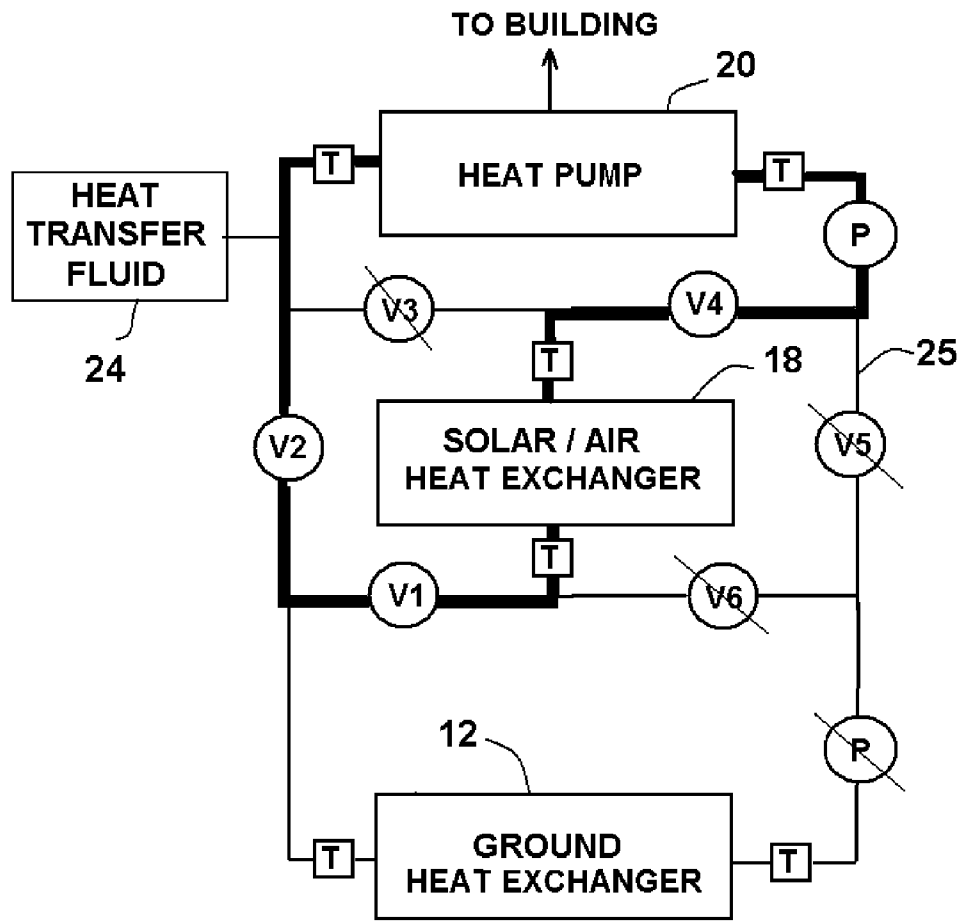 TO BUILDING
20
T
HEAT PUMP
T
HEAT
TRANSFER
FLUID
P
24
V3
V4
T
18
25
V2
SOLAR / AIR
HEAT EXCHANGER
V5
T
V1
V6
12
P
T
GROUND
HEAT EXCHANGER
T